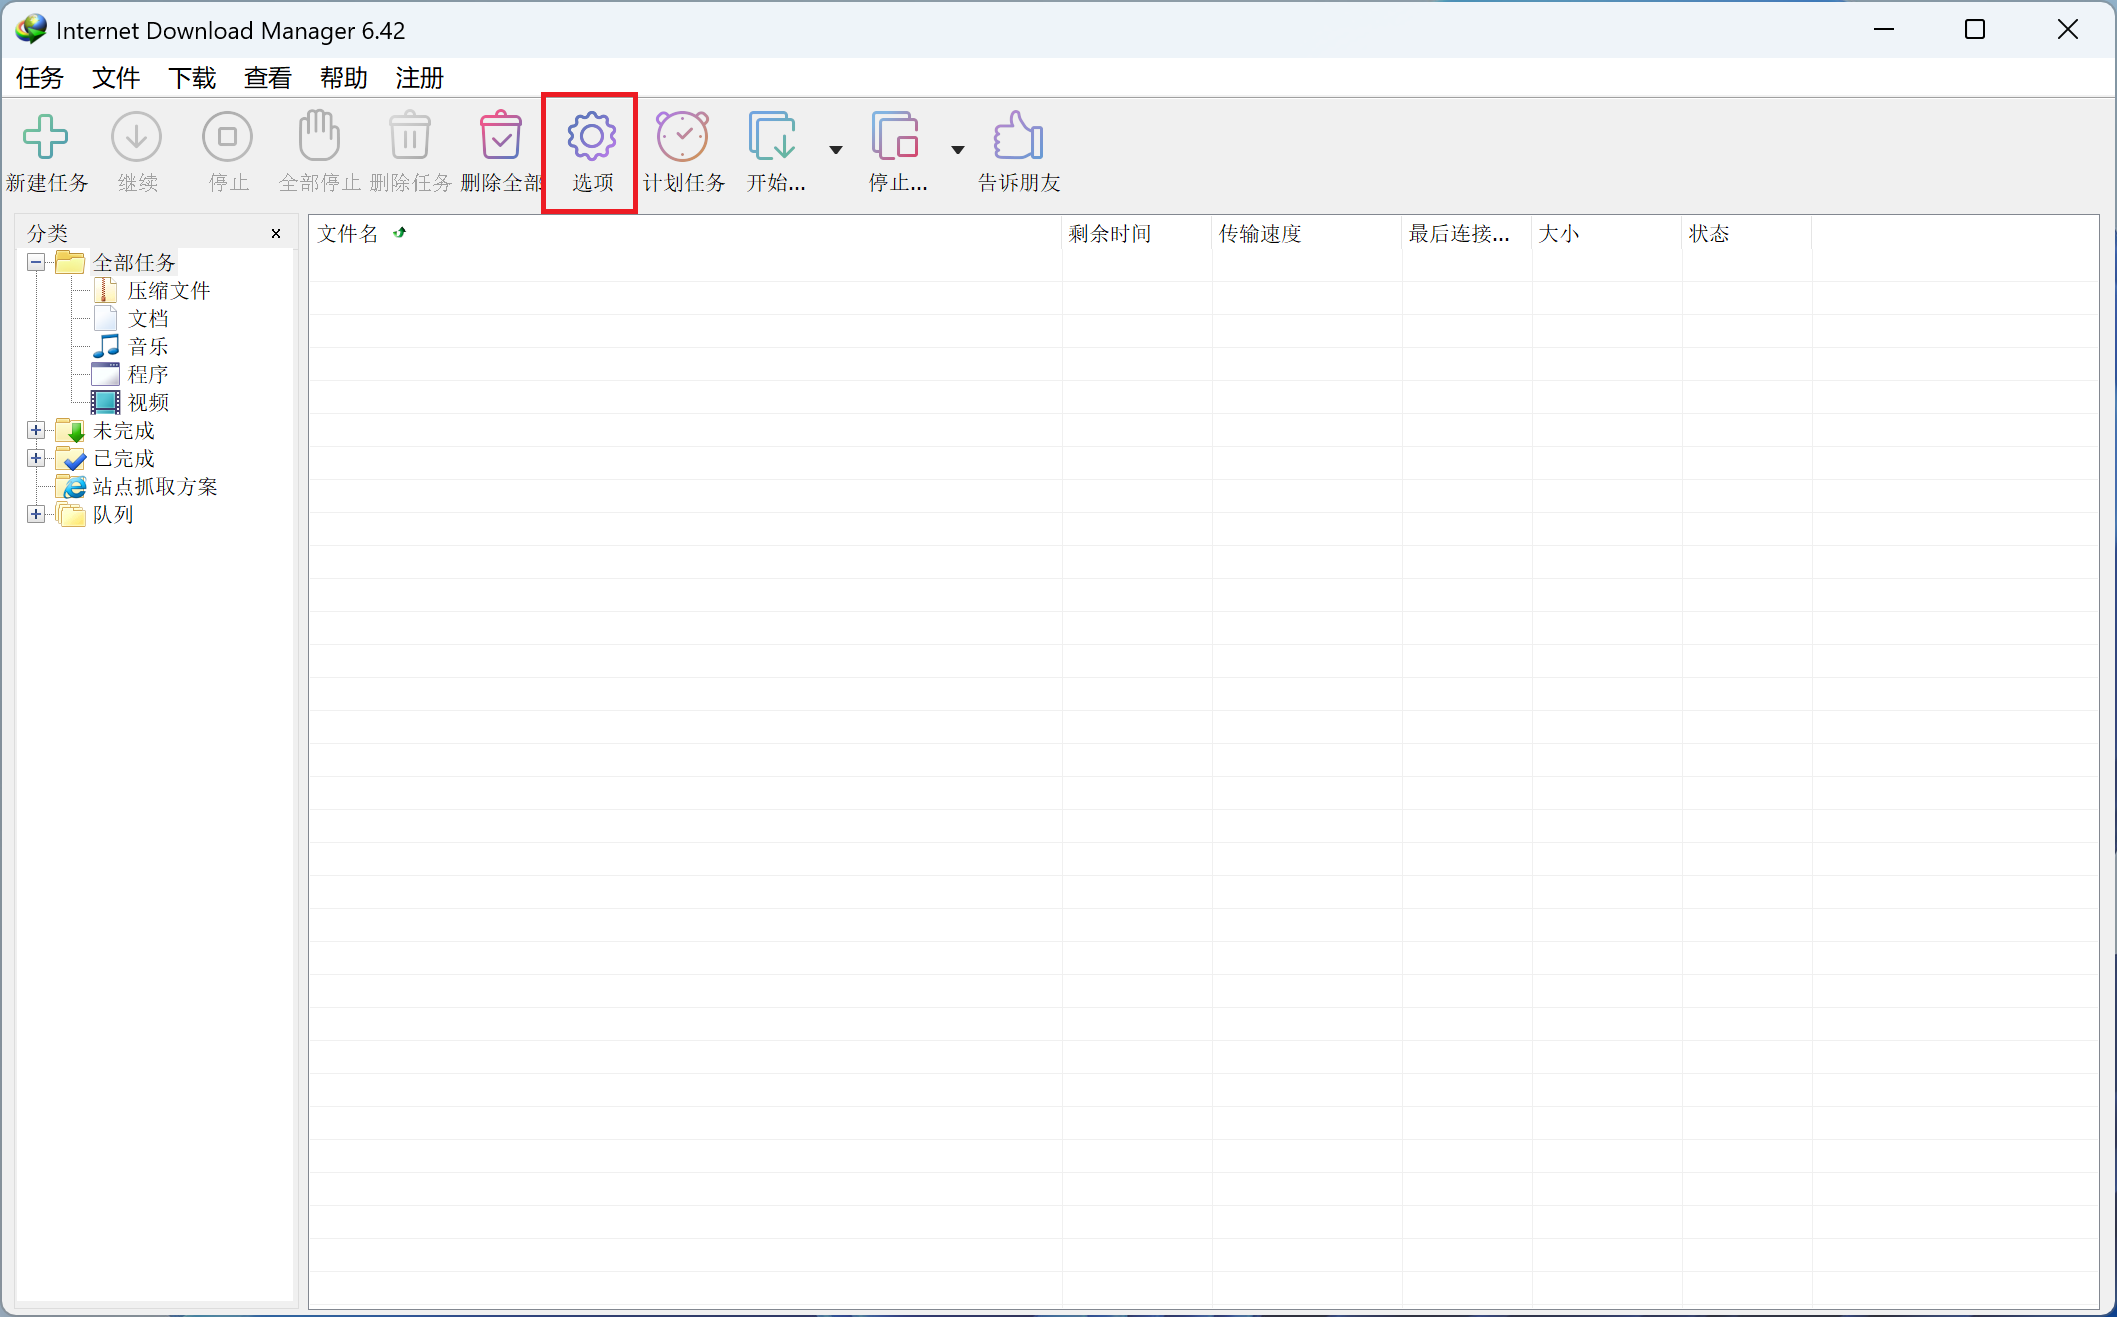 Internet Download Manager 6.42
任务 文件 下载 查看 帮助 注册
新建任务 继续 停止 全部停止 删除任务 删除全部 选项 计划任务 开始... 停止... 告诉朋友
分类 x
文件名 剩余时间 传输速度 最后连接... 大小 状态
全部任务
压缩文件
文档
音乐
程序
视频
未完成
已完成
站点抓取方案
队列